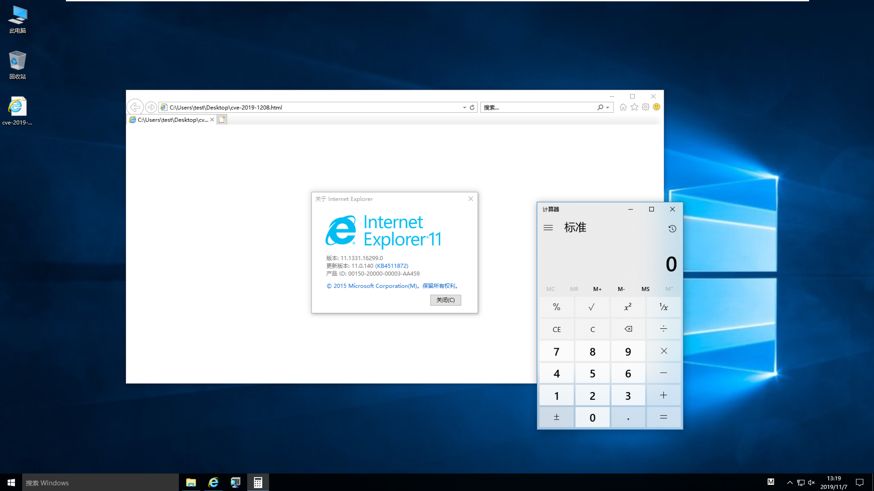 此电脑
回收站
cve-2019-...
C:\Users\test\Desktop\cve-2019-1208.html
搜索...
C:\Users\test\Desktop\cv...
关于 Internet Explorer
Internet
Explorer 11
版本: 11.1331.16299.0
更新版本: 11.0.140 (KB4511872)
产品 ID: 00150-20000-00003-AA459
© 2015 Microsoft Corporation(M)。保留所有权利。
关闭(C)
计算器
标准
0
MC MR M+ M- MS M˅
% √ x² ¹/x
CE C ÷
7 8 9 ×
4 5 6 −
1 2 3 +
± 0 . =
搜索 Windows
M
13:19
2019/11/7